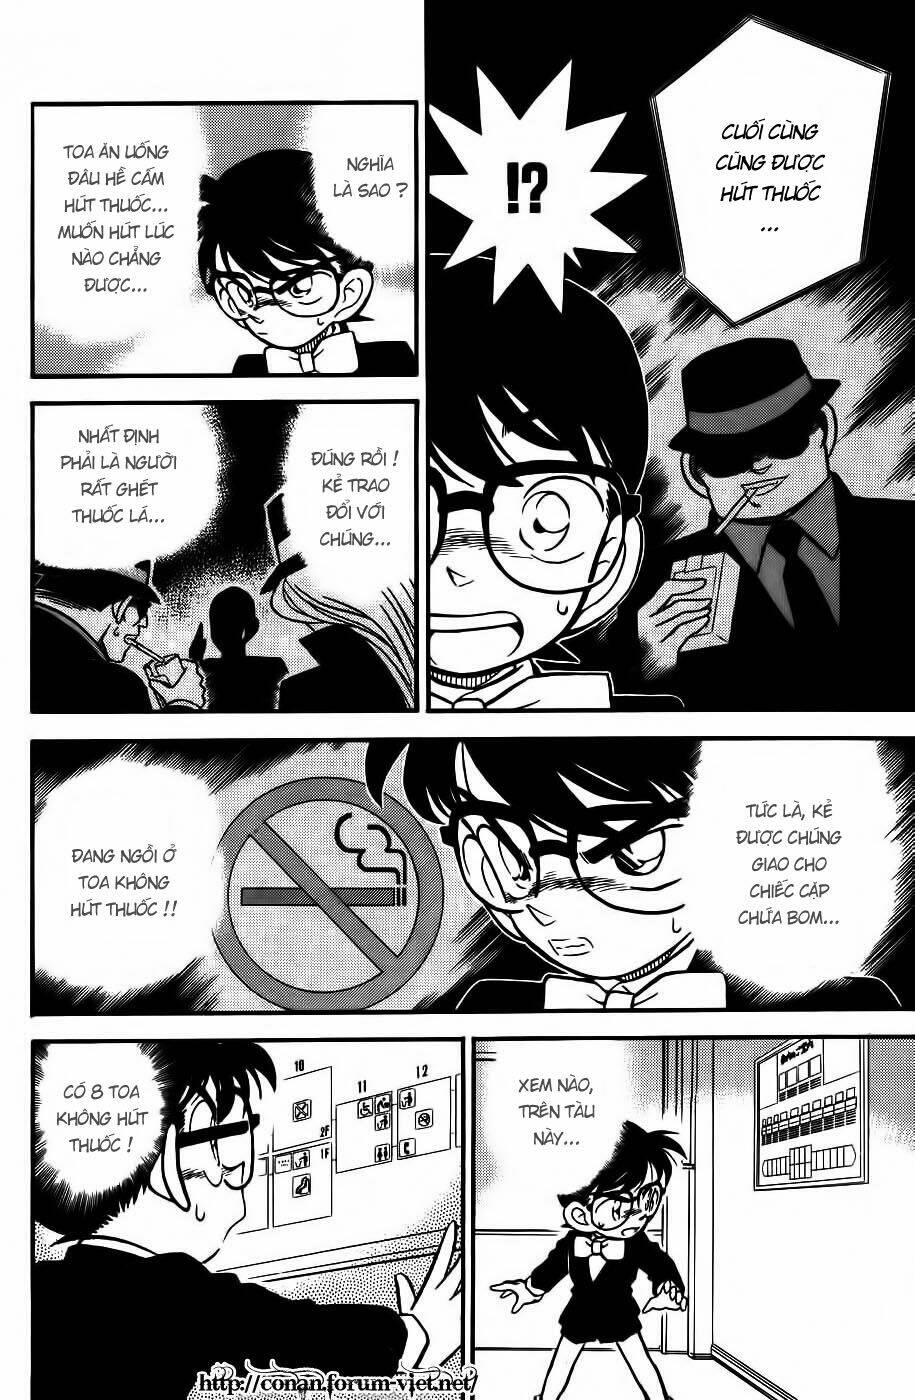 CUỐI CÙNG
CŨNG ĐƯỢC
HÚT THUỐC
...
!?
NGHĨA
LÀ SAO ?
TOA ĂN UỐNG
ĐÂU HỀ CẤM
HÚT THUỐC...
MUỐN HÚT LÚC
NÀO CHẲNG
ĐƯỢC...
ĐÚNG RỒI !
KẺ TRAO
ĐỔI VỚI
CHÚNG...
NHẤT ĐỊNH
PHẢI LÀ NGƯỜI
RẤT GHÉT
THUỐC LÁ...
TỨC LÀ, KẺ
ĐƯỢC CHÚNG
GIAO CHO
CHIẾC CẶP
CHỨA BOM...
ĐANG NGỒI Ở
TOA KHÔNG
HÚT THUỐC !!
XEM NÀO,
TRÊN TÀU
NÀY...
CÓ 8 TOA
KHÔNG HÚT
THUỐC !
10
11
12
2F
1F
http://conan.forum-viet.net/